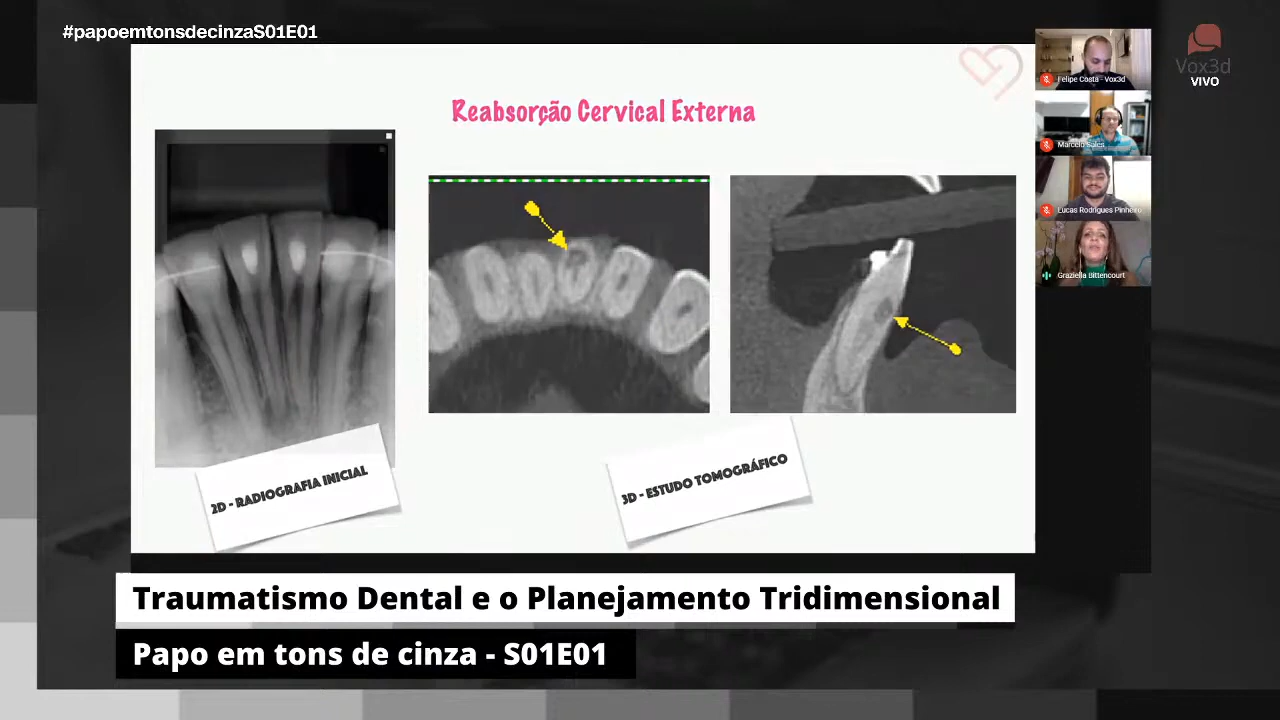 #papoemtonsdecinzaS01E01
Vox3d
VIVO
Reabsorção Cervical Externa
Felipe Costa - Vox3d
Marcelo Sales
Lucas Rodrigues Pinheiro
Graziella Bittencourt
2D - RADIOGRAFIA INICIAL
3D - ESTUDO TOMOGRÁFICO
Traumatismo Dental e o Planejamento Tridimensional
Papo em tons de cinza - S01E01